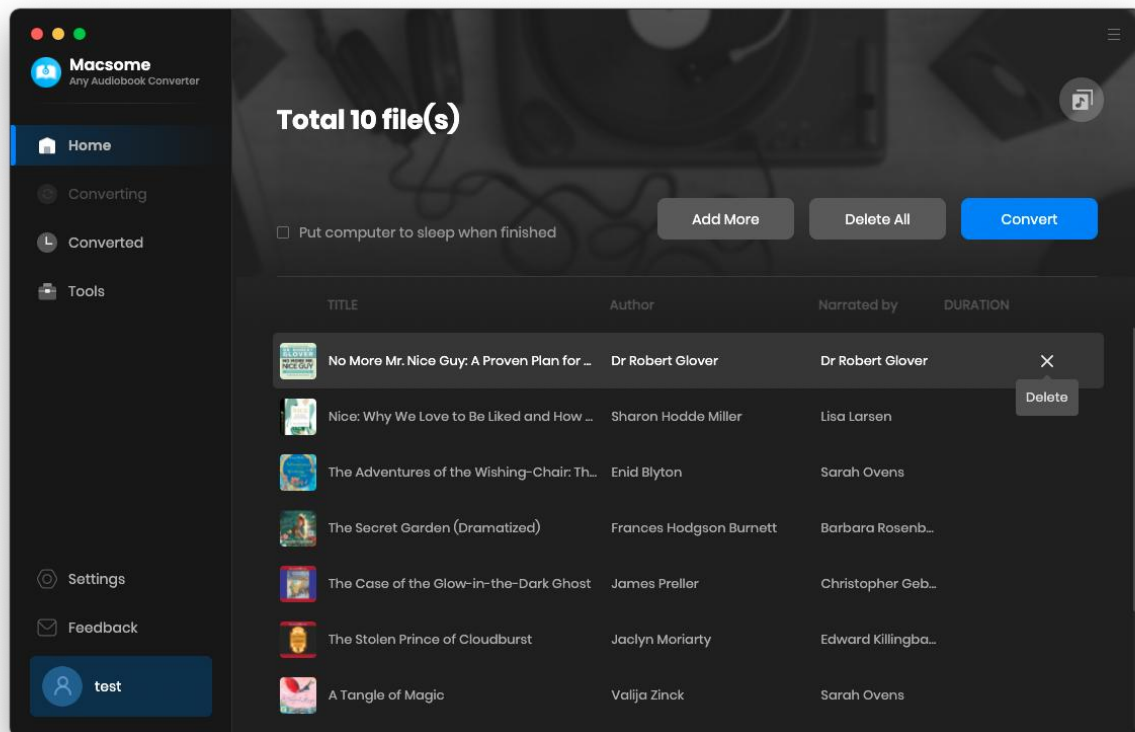 Macsome
Any Audiobook Converter
Home
Converting
Converted
Tools
Settings
Feedback
test
Total 10 file(s)
Put computer to sleep when finished
Add More
Delete All
Convert
TITLE Author Narrated by DURATION
No More Mr. Nice Guy: A Proven Plan for ... Dr Robert Glover Dr Robert Glover
Delete
Nice: Why We Love to Be Liked and How ... Sharon Hodde Miller Lisa Larsen
The Adventures of the Wishing-Chair: Th... Enid Blyton Sarah Ovens
The Secret Garden (Dramatized) Frances Hodgson Burnett Barbara Rosenb...
The Case of the Glow-in-the-Dark Ghost James Preller Christopher Geb...
The Stolen Prince of Cloudburst Jaclyn Moriarty Edward Killingba...
A Tangle of Magic Valija Zinck Sarah Ovens